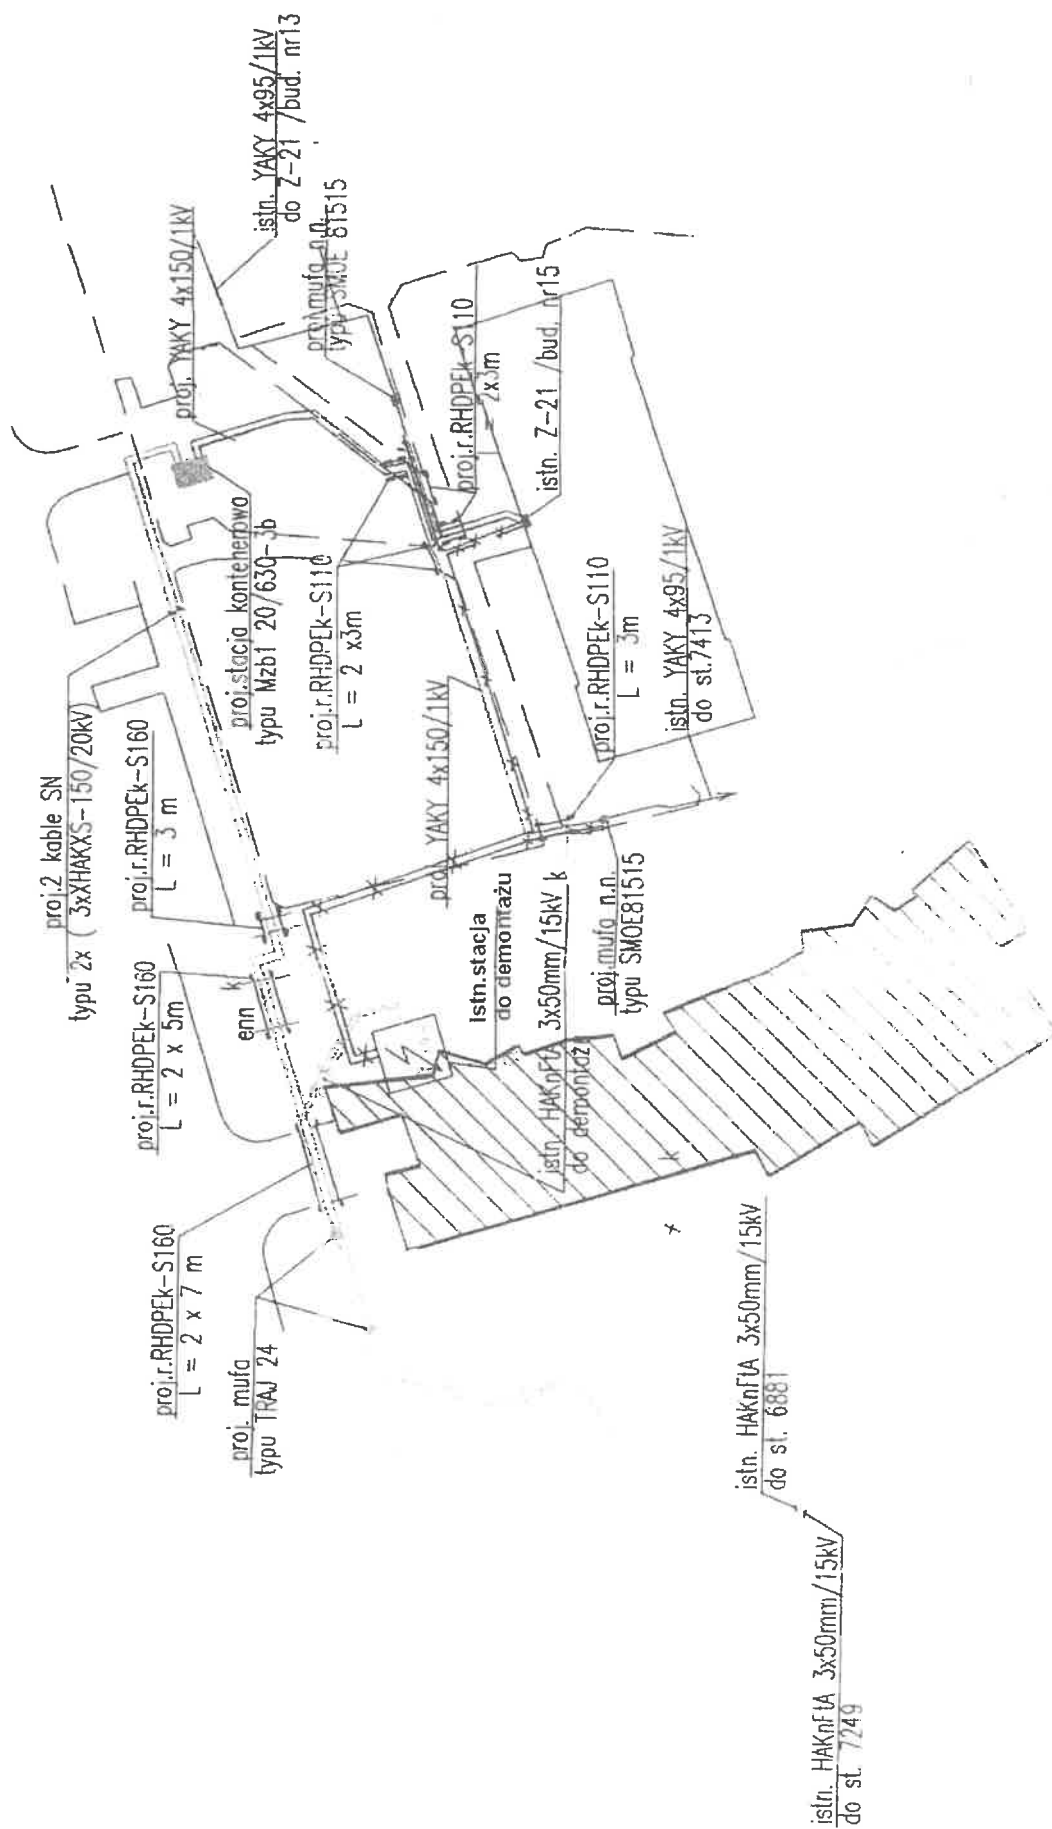 istn. YAKY 4x95/1kV
do Z-21 /bud. nr13
proj. YAKY 4x150/1kV
proj.mufa n.n.
typu SMOE 81515
proj.r.RHDPEk-S110
2x3m
istn. Z-21 /bud. nr15
proj.2 kable SN
typu 2x ( 3xXHAKXS-150/20kV
proj.r.RHDPEk-S160
L = 3 m
proj.stacja kontenerowo
typu Mzb1 20/630-3b
proj.r.RHDPEk-S110
L = 2 x3m
proj. YAKY 4x150/1kV
proj.r.RHDPEk-S110
L = 3m
istn. YAKY 4x95/1kV
do st.7413
proj.r.RHDPEk-S160
L = 2 x 5m
k
enn
Istn.stacja
do demontażu
istn. HAKnFtA 3x50mm/15kV k
do demontaż
proj.mufa n.n.
typu SMOE81515
k
proj.r.RHDPEk-S160
L = 2 x 7 m
proj. mufa
typu TRAJ 24
istn. HAKnFtA 3x50mm/15kV
do st. 6881
istn. HAKnFtA 3x50mm/15kV
do st. 7249